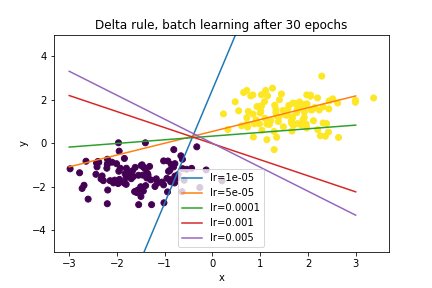 Delta rule, batch learning after 30 epochs
4
2
0
−2
−4
y
−3
−2
−1
0
1
2
3
x
lr=1e-05
lr=5e-05
lr=0.0001
lr=0.001
lr=0.005